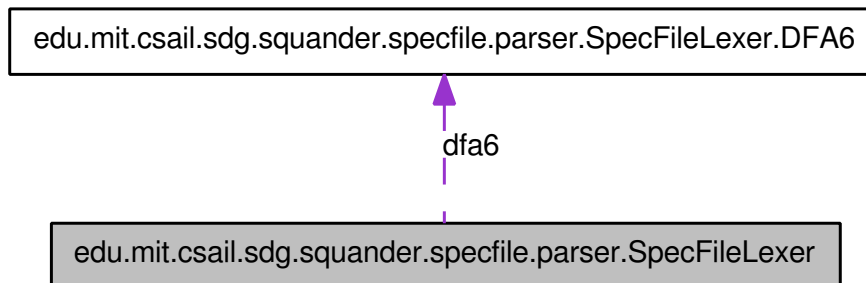 edu.mit.csail.sdg.squander.specfile.parser.SpecFileLexer.DFA6
dfa6
edu.mit.csail.sdg.squander.specfile.parser.SpecFileLexer